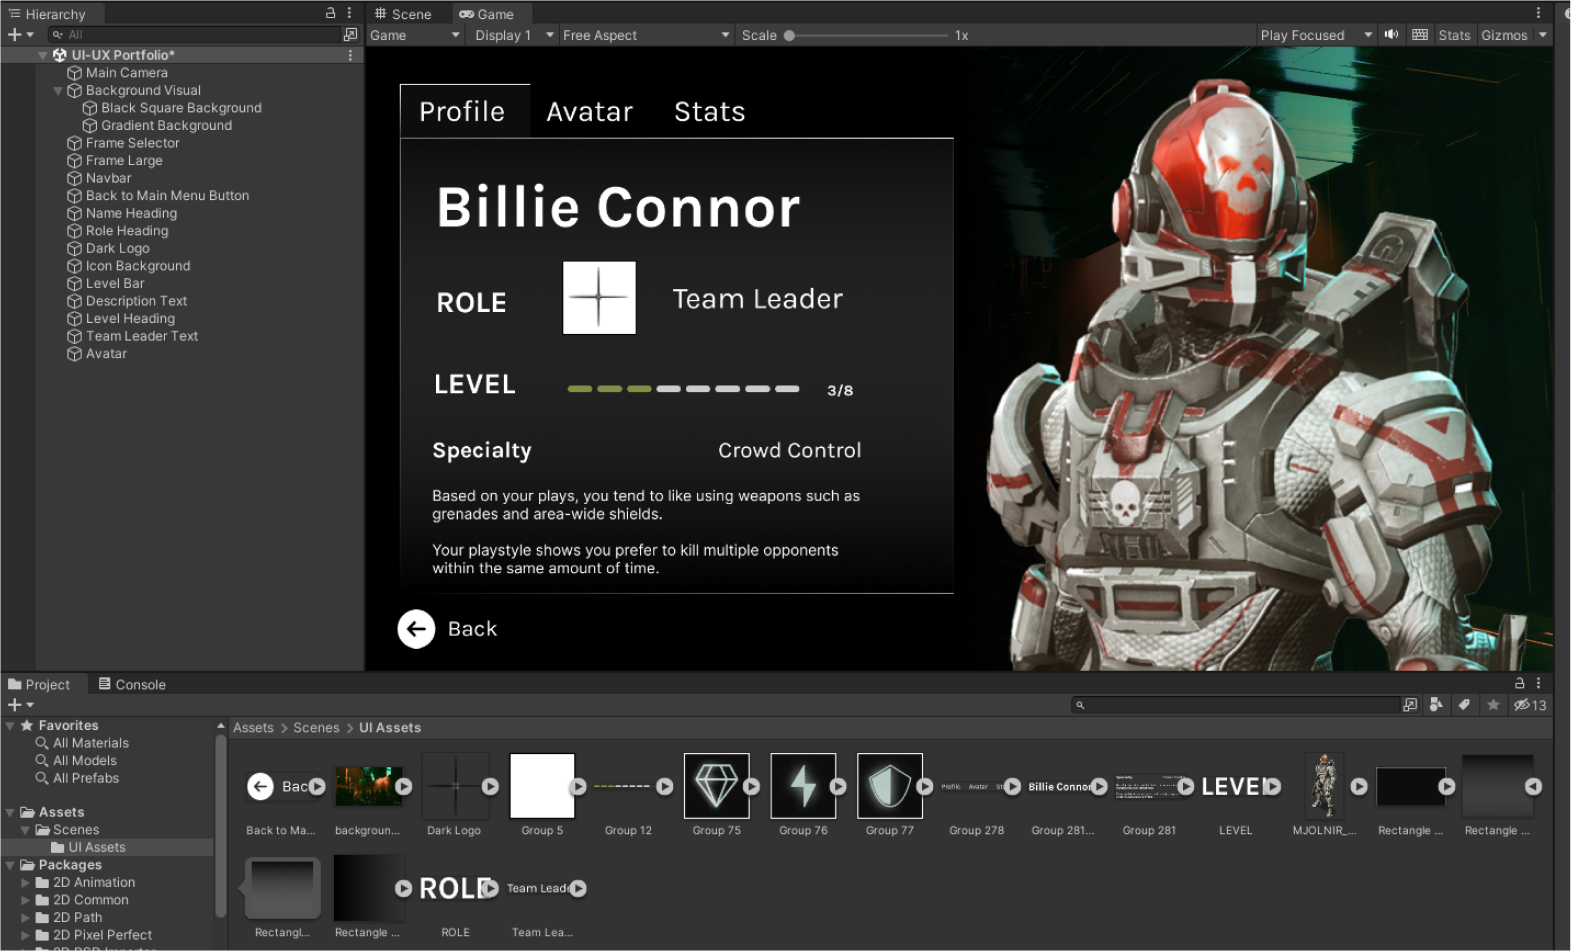 Hierarchy
All
UI-UX Portfolio*
Main Camera
Background Visual
Black Square Background
Gradient Background
Frame Selector
Frame Large
Navbar
Back to Main Menu Button
Name Heading
Role Heading
Dark Logo
Icon Background
Level Bar
Description Text
Level Heading
Team Leader Text
Avatar
Scene
Game
Game
Display 1
Free Aspect
Scale
1x
Play Focused
Stats
Gizmos
Profile
Avatar
Stats
Billie Connor
ROLE
Team Leader
LEVEL
3/8
Specialty
Crowd Control
Based on your plays, you tend to like using weapons such as
grenades and area-wide shields.
Your playstyle shows you prefer to kill multiple opponents
within the same amount of time.
Back
Project
Console
13
Favorites
All Materials
All Models
All Prefabs
Assets
Scenes
UI Assets
Packages
2D Animation
2D Common
2D Path
2D Pixel Perfect
2D PSD Importer
Assets > Scenes > UI Assets
Bac
Profile Avatar St
Billie Connor
LEVEL
Back to Ma...
backgroun...
Dark Logo
Group 5
Group 12
Group 75
Group 76
Group 77
Group 278
Group 281...
Group 281
LEVEL
MJOLNIR_...
Rectangle ...
Rectangle ...
ROLE
Team Leade
Rectangl...
Rectangle ...
ROLE
Team Lea...